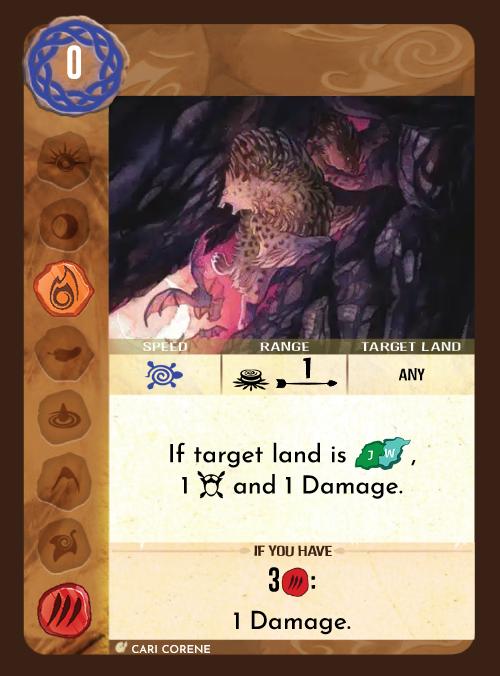 0
SPEED RANGE TARGET LAND
1 ANY
If target land is J W ,
1 and 1 Damage.
IF YOU HAVE
3 :
1 Damage.
CARI CORENE